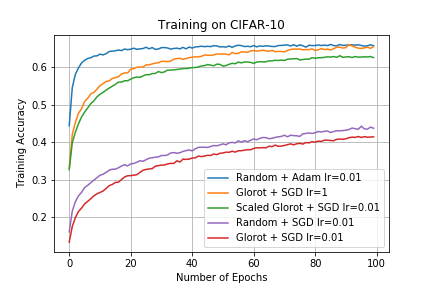 Training on CIFAR-10
Training Accuracy
0.6
0.5
0.4
0.3
0.2
Random + Adam lr=0.01
Glorot + SGD lr=1
Scaled Glorot + SGD lr=0.01
Random + SGD lr=0.01
Glorot + SGD lr=0.01
0 20 40 60 80 100
Number of Epochs